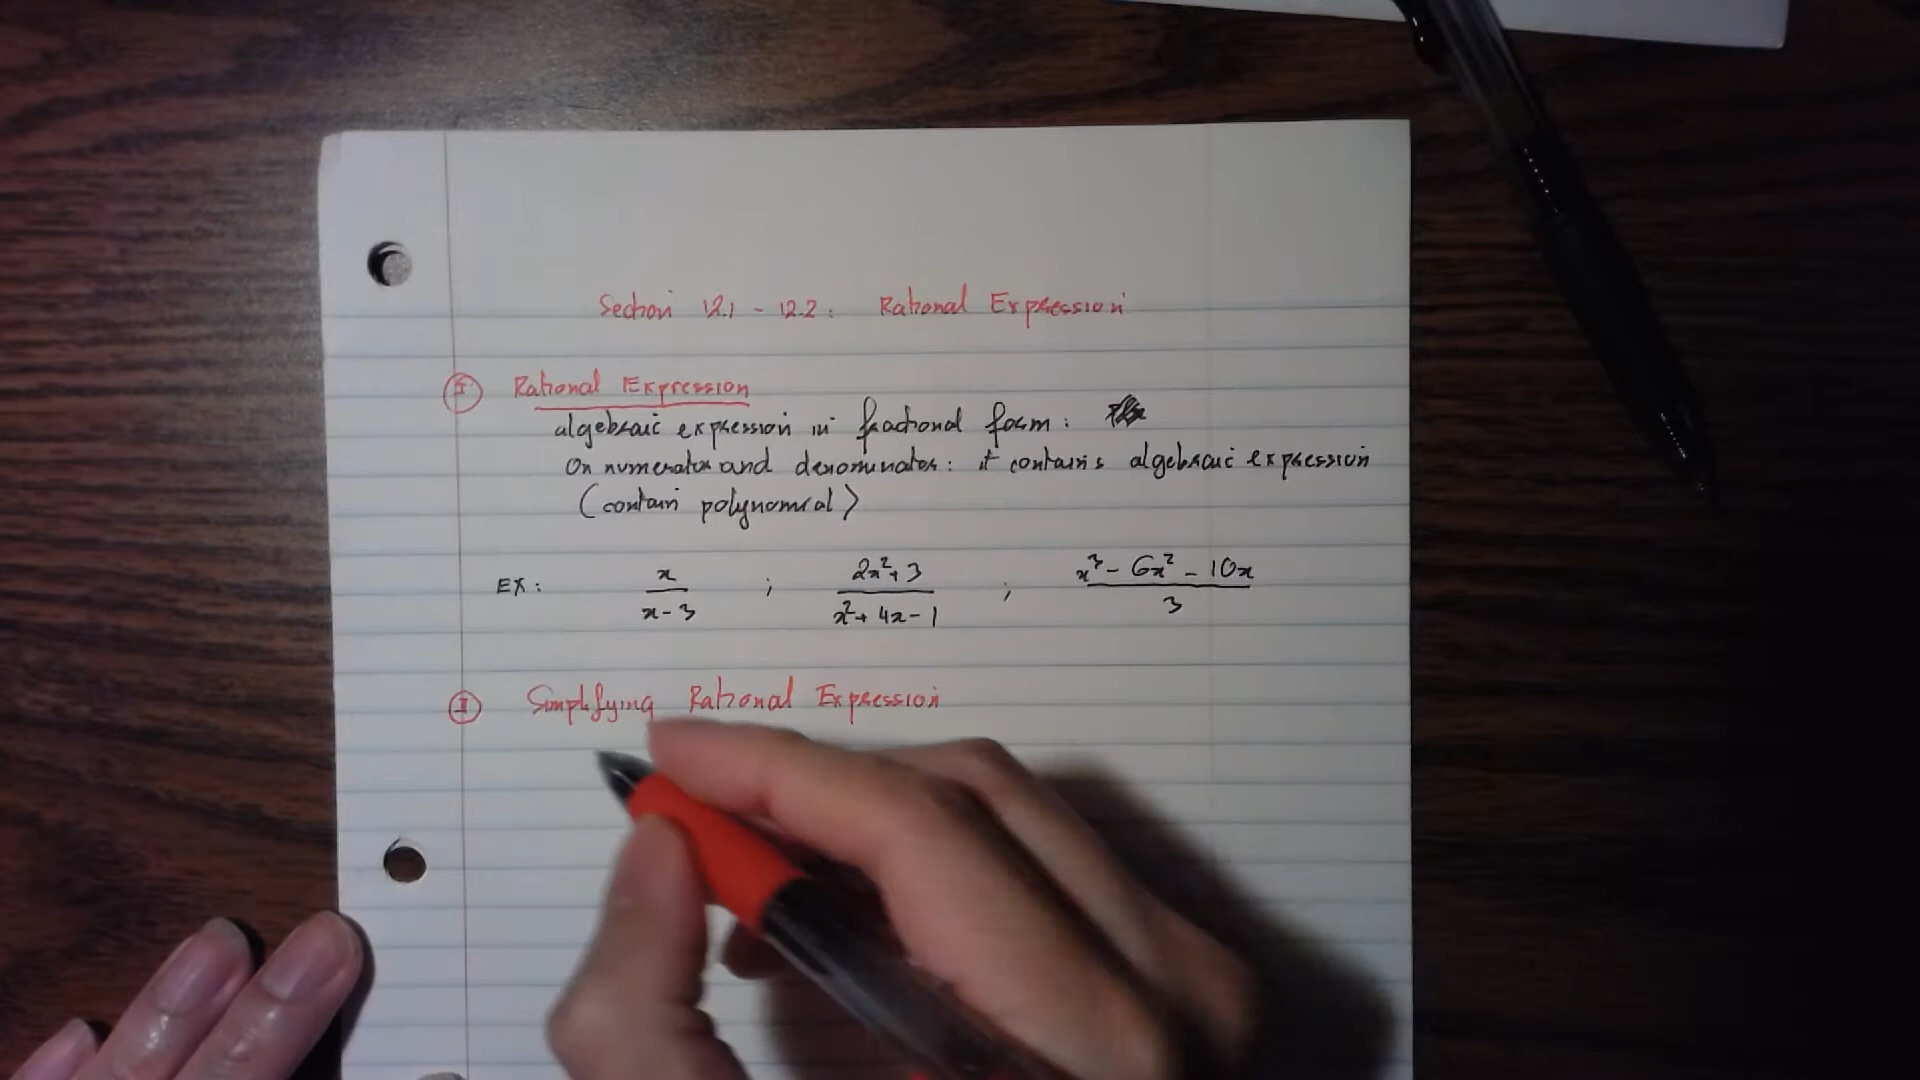 Section 12.1 - 12.2: Rational Expression
I Rational Expression
algebraic expression in fractional form:
On numerator and denominator: it contains algebraic expression
(contain polynomial)
EX: x/(x-3) ; (2x²+3)/(x²+4x-1) ; (x³-6x²-10x)/3
II Simplifying Rational Expression